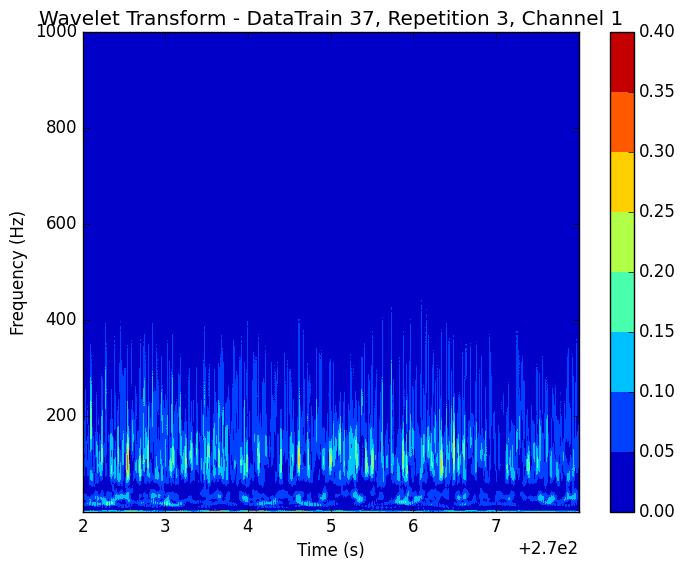 Wavelet Transform - DataTrain 37, Repetition 3, Channel 1
1000
800
600
400
200
Frequency (Hz)
2 3 4 5 6 7
+2.7e2
Time (s)
0.40
0.35
0.30
0.25
0.20
0.15
0.10
0.05
0.00